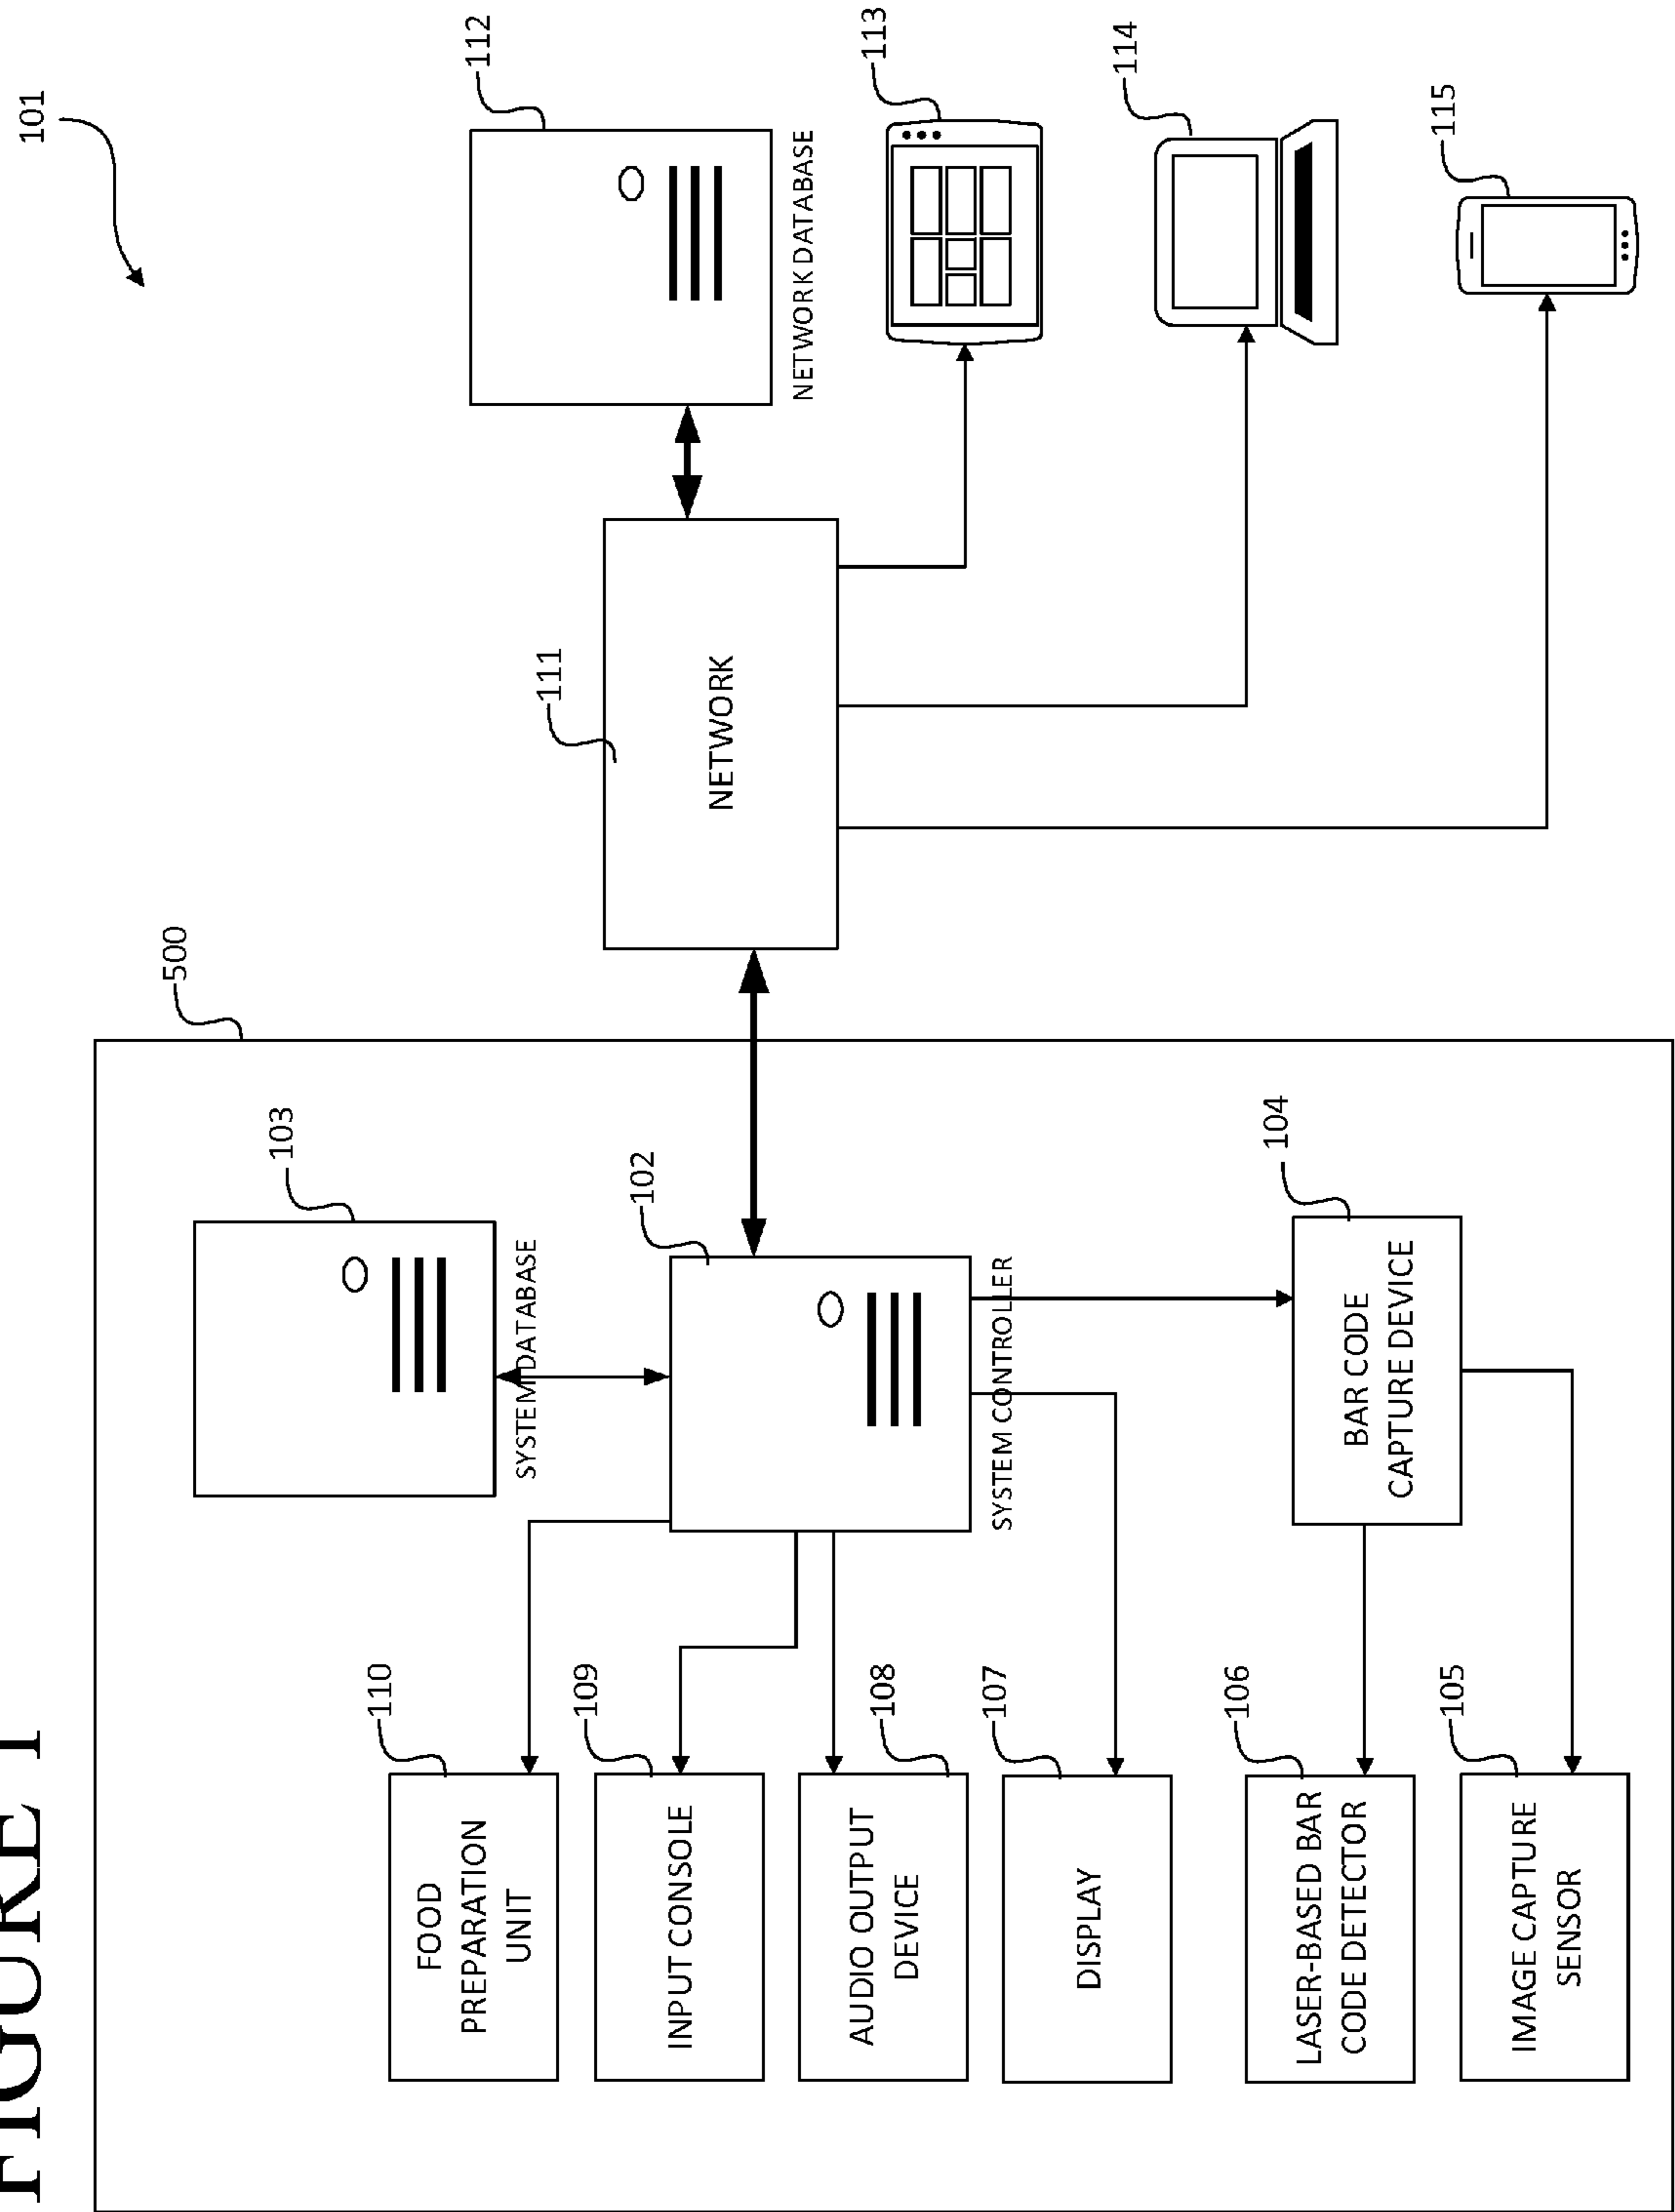 FIGURE 1
101
500
103
SYSTEM DATABASE
102
SYSTEM CONTROLLER
104
BAR CODE
CAPTURE DEVICE
110
FOOD
PREPARATION
UNIT
109
INPUT CONSOLE
108
AUDIO OUTPUT
DEVICE
107
DISPLAY
106
LASER-BASED BAR
CODE DETECTOR
105
IMAGE CAPTURE
SENSOR
111
NETWORK
112
NETWORK DATABASE
113
114
115